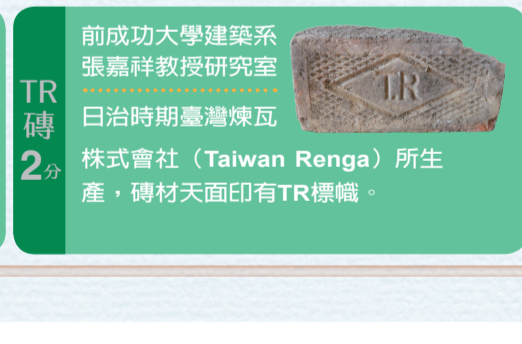 TR
磚
2分
前成功大學建築系
張嘉祥教授研究室
日治時期臺灣煉瓦
株式會社（Taiwan Renga）所生
產，磚材天面印有TR標幟。
T.R